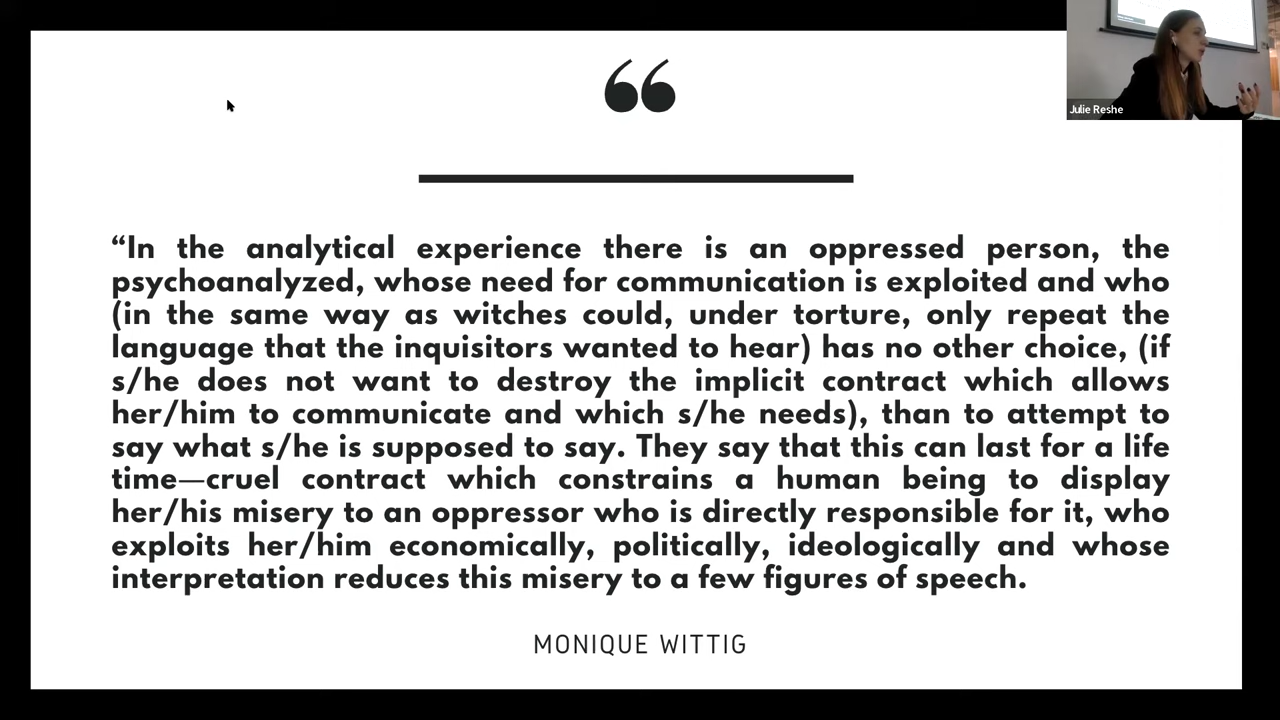 Julie Reshe
“
“In the analytical experience there is an oppressed person, the
psychoanalyzed, whose need for communication is exploited and who
(in the same way as witches could, under torture, only repeat the
language that the inquisitors wanted to hear) has no other choice, (if
s/he does not want to destroy the implicit contract which allows
her/him to communicate and which s/he needs), than to attempt to
say what s/he is supposed to say. They say that this can last for a life
time—cruel contract which constrains a human being to display
her/his misery to an oppressor who is directly responsible for it, who
exploits her/him economically, politically, ideologically and whose
interpretation reduces this misery to a few figures of speech.
MONIQUE WITTIG